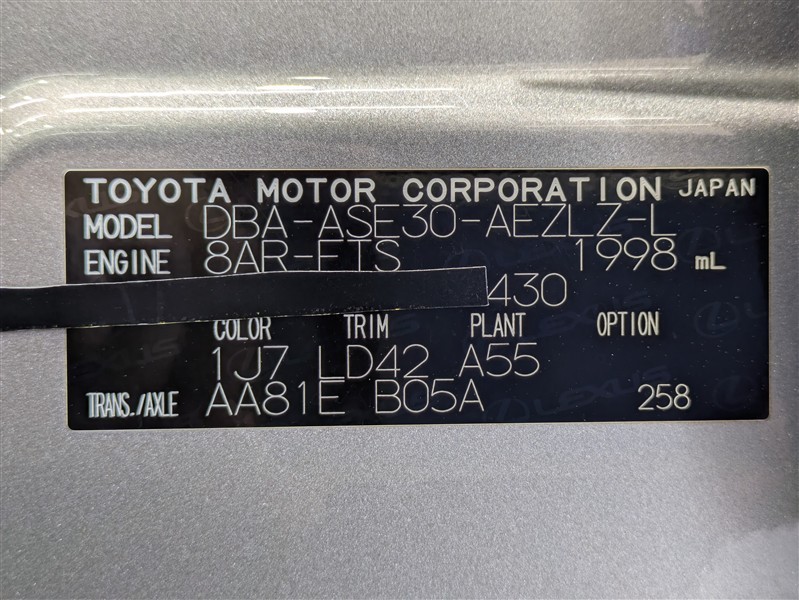 TOYOTA MOTOR CORPORATION JAPAN
MODEL DBA-ASE30-AEZLZ-L
ENGINE 8AR-FTS 1998 mL
430
COLOR TRIM PLANT OPTION
1J7 LD42 A55
TRANS./AXLE AA81E B05A 258